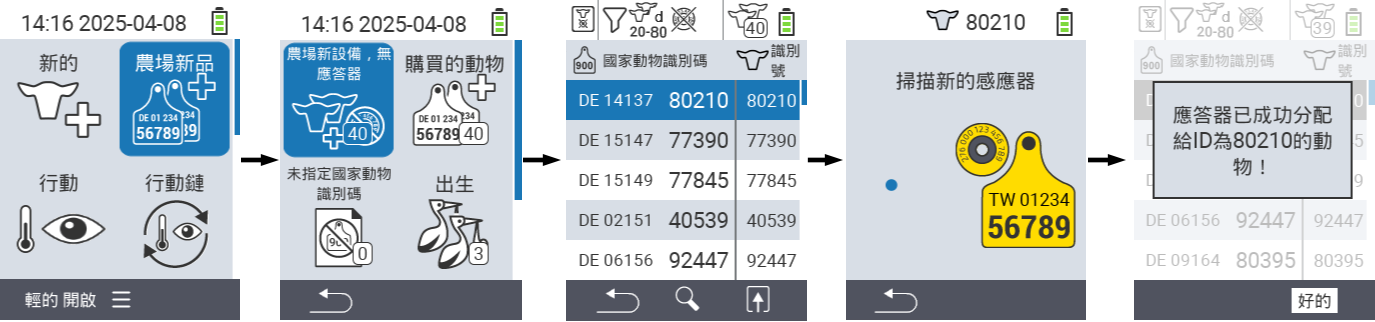 14:16 2025-04-08
新的
農場新品
DE 01 234
56789
234
89
行動
行動鏈
輕的 開啟
14:16 2025-04-08
農場新設備，無
應答器
40
購買的動物
DE 01 234
56789
40
未指定國家動物
識別碼
0
出生
3
d
20-80
40
900
國家動物識別碼
識別
號
DE 14137 80210 80210
DE 15147 77390 77390
DE 15149 77845 77845
DE 02151 40539 40539
DE 06156 92447 92447
80210
掃描新的感應器
276 000 123 456 789
TW 01234
56789
d
20-80
39
900
國家動物識別碼
識別
號
應答器已成功分配
給ID為80210的動
物！
DE 06156 92447 92447
DE 09164 80395 80395
好的